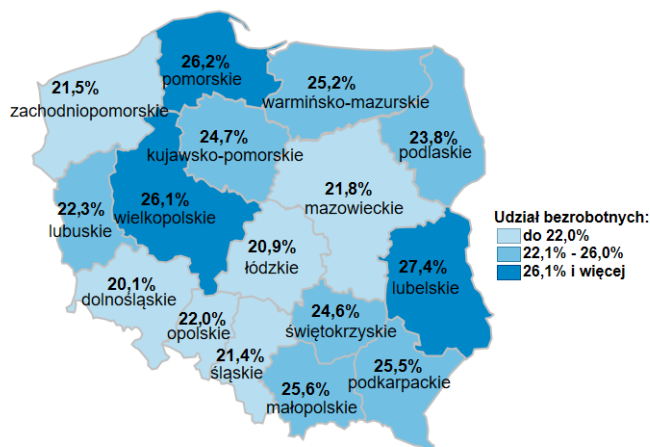 26,2%
pomorskie
21,5%
zachodniopomorskie
25,2%
warmińsko-mazurskie
24,7%
kujawsko-pomorskie
23,8%
podlaskie
21,8%
mazowieckie
22,3%
lubuskie
26,1%
wielkopolskie
20,9%
łódzkie
27,4%
lubelskie
20,1%
dolnośląskie
22,0%
opolskie
21,4%
śląskie
24,6%
świętokrzyskie
25,6%
małopolskie
25,5%
podkarpackie
Udział bezrobotnych:
do 22,0%
22,1% - 26,0%
26,1% i więcej